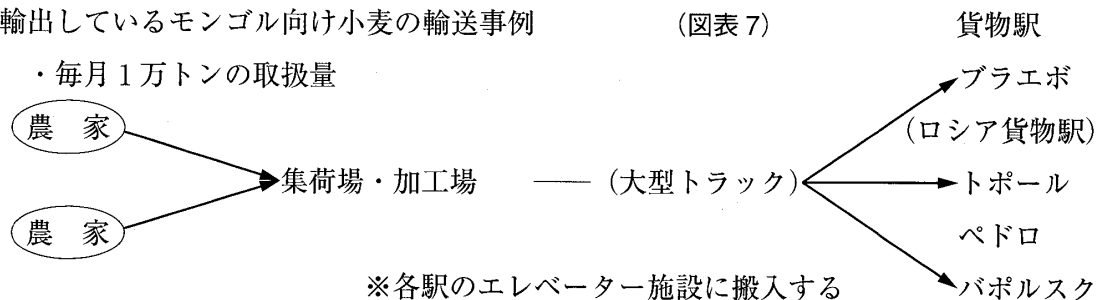 輸出しているモンゴル向け小麦の輸送事例 (図表7) 貨物駅
・毎月1万トンの取扱量 ブラエボ
農 家 (ロシア貨物駅)
集荷場・加工場 ―― (大型トラック) トポール
農 家 ペドロ
※各駅のエレベーター施設に搬入する バポルスク